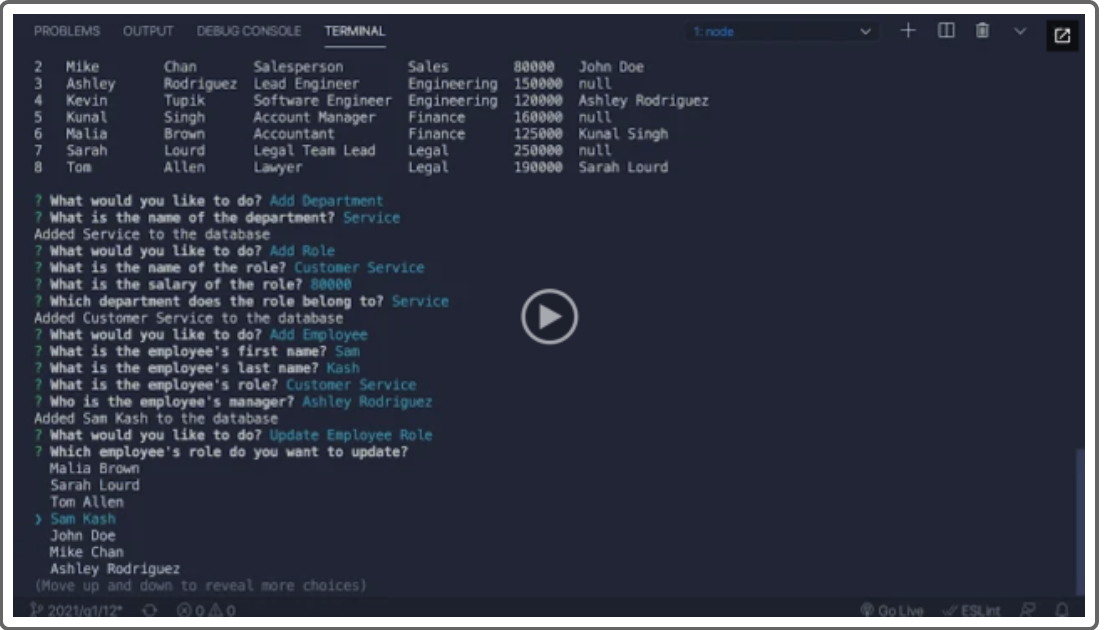 PROBLEMS OUTPUT DEBUG CONSOLE TERMINAL 1: node
2 Mike Chan Salesperson Sales 80000 John Doe
3 Ashley Rodriguez Lead Engineer Engineering 150000 null
4 Kevin Tupik Software Engineer Engineering 120000 Ashley Rodriguez
5 Kunal Singh Account Manager Finance 160000 null
6 Malia Brown Accountant Finance 125000 Kunal Singh
7 Sarah Lourd Legal Team Lead Legal 250000 null
8 Tom Allen Lawyer Legal 190000 Sarah Lourd
? What would you like to do? Add Department
? What is the name of the department? Service
Added Service to the database
? What would you like to do? Add Role
? What is the name of the role? Customer Service
? What is the salary of the role? 80000
? Which department does the role belong to? Service
Added Customer Service to the database
? What would you like to do? Add Employee
? What is the employee's first name? Sam
? What is the employee's last name? Kash
? What is the employee's role? Customer Service
? Who is the employee's manager? Ashley Rodriguez
Added Sam Kash to the database
? What would you like to do? Update Employee Role
? Which employee's role do you want to update?
Malia Brown
Sarah Lourd
Tom Allen
❯ Sam Kash
John Doe
Mike Chan
Ashley Rodriguez
(Move up and down to reveal more choices)
2021/q1/12* 0 0 Go Live ESLint